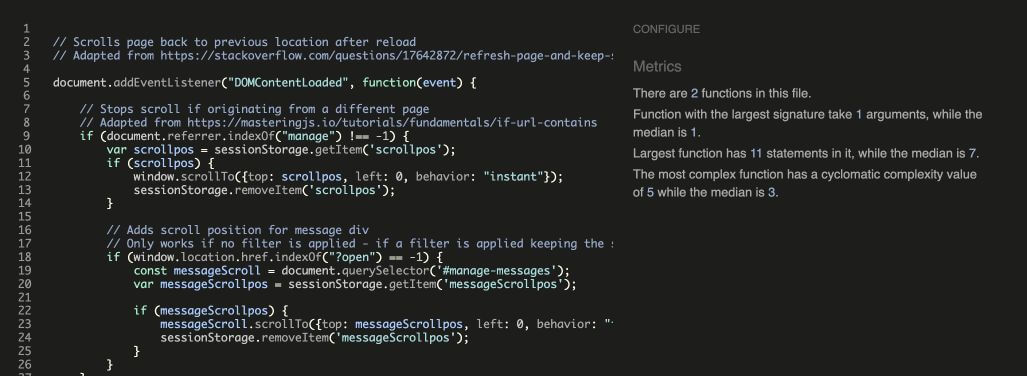 1
2 // Scrolls page back to previous location after reload
3 // Adapted from https://stackoverflow.com/questions/17642872/refresh-page-and-keep-s
4
5 document.addEventListener("DOMContentLoaded", function(event) {
6
7 // Stops scroll if originating from a different page
8 // Adapted from https://masteringjs.io/tutorials/fundamentals/if-url-contains
9 if (document.referrer.indexOf("manage") !== -1) {
10 var scrollpos = sessionStorage.getItem('scrollpos');
11 if (scrollpos) {
12 window.scrollTo({top: scrollpos, left: 0, behavior: "instant"});
13 sessionStorage.removeItem('scrollpos');
14 }
15
16 // Adds scroll position for message div
17 // Only works if no filter is applied - if a filter is applied keeping the s
18 if (window.location.href.indexOf("?open") == -1) {
19 const messageScroll = document.querySelector('#manage-messages');
20 var messageScrollpos = sessionStorage.getItem('messageScrollpos');
21
22 if (messageScrollpos) {
23 messageScroll.scrollTo({top: messageScrollpos, left: 0, behavior: "
24 sessionStorage.removeItem('messageScrollpos');
25 }
26 }
27 }
CONFIGURE
Metrics
There are 2 functions in this file.
Function with the largest signature take 1 arguments, while the
median is 1.
Largest function has 11 statements in it, while the median is 7.
The most complex function has a cyclomatic complexity value
of 5 while the median is 3.